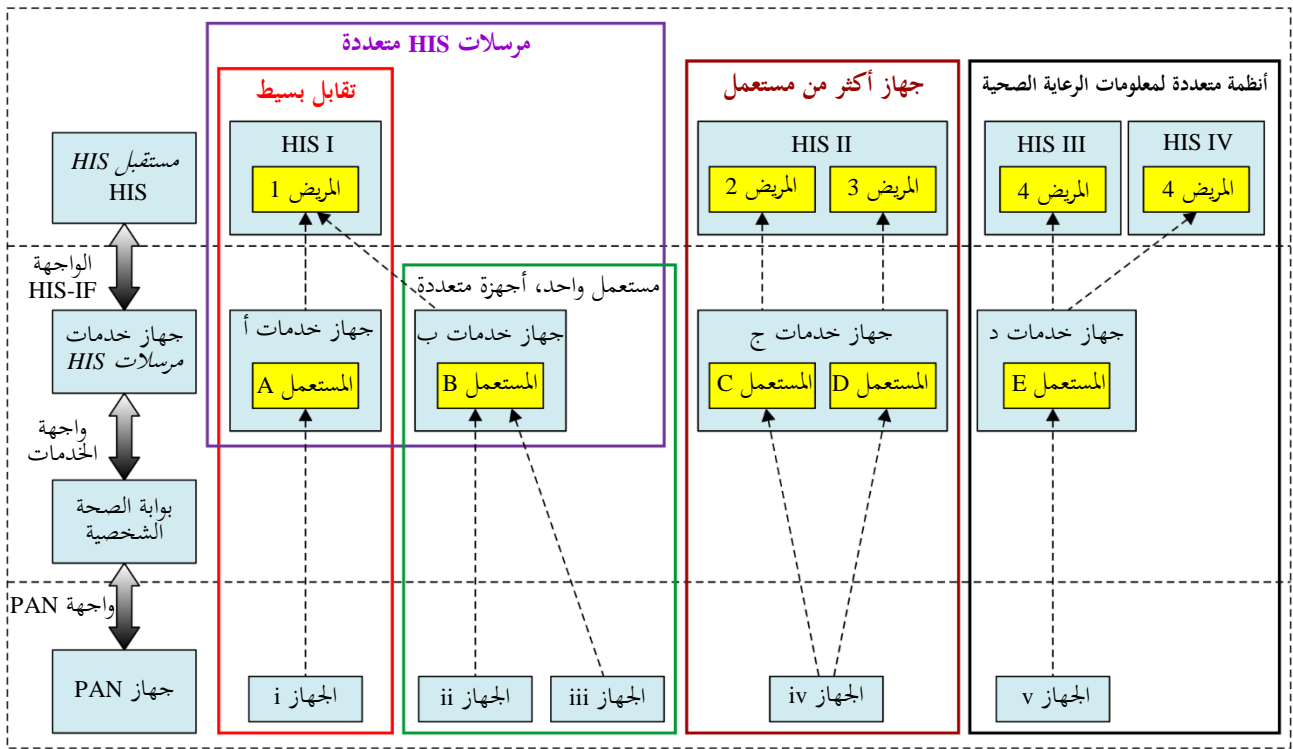 مرسلات HIS متعددة
تقابل بسيط
جهاز أكثر من مستعمل
أنظمة متعددة لمعلومات الرعاية الصحية
مستقبل HIS
HIS
HIS I
المريض 1
HIS II
المريض 2
المريض 3
HIS III
المريض 4
HIS IV
المريض 4
الواجهة
HIS-IF
مستعمل واحد، أجهزة متعددة
جهاز خدمات
مرسلات HIS
جهاز خدمات أ
المستعمل A
جهاز خدمات ب
المستعمل B
جهاز خدمات ج
المستعمل C
المستعمل D
جهاز خدمات د
المستعمل E
واجهة
الخدمات
بوابة الصحة
الشخصية
واجهة PAN
جهاز PAN
الجهاز i
الجهاز ii
الجهاز iii
الجهاز iv
الجهاز v